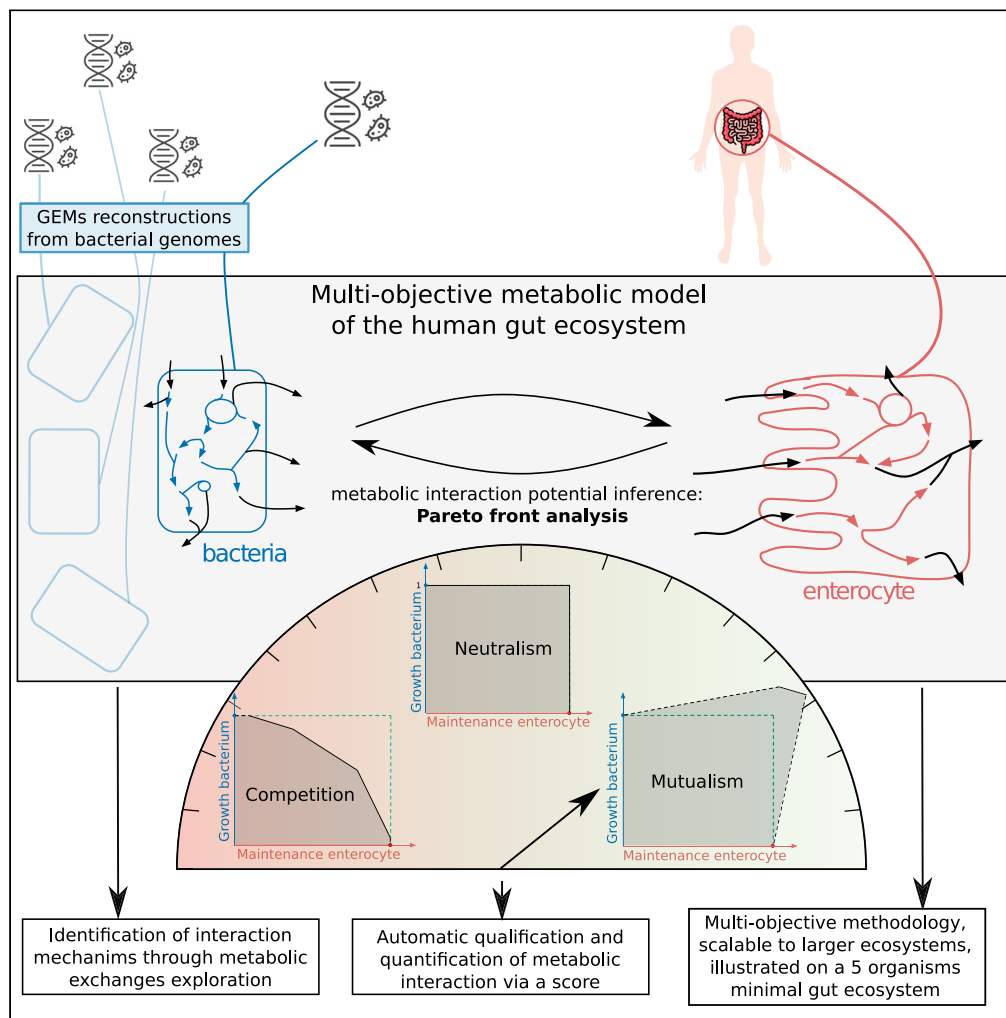 GEMs reconstructions
from bacterial genomes
Multi-objective metabolic model
of the human gut ecosystem
metabolic interaction potential inference:
Pareto front analysis
bacteria
enterocyte
1
Growth bacterium
Neutralism
Maintenance enterocyte
Growth bacterium
Competition
Maintenance enterocyte
Growth bacterium
Mutualism
Maintenance enterocyte
Identification of interaction
mechanims through metabolic
exchanges exploration
Automatic qualification and
quantification of metabolic
interaction via a score
Multi-objective methodology,
scalable to larger ecosystems,
illustrated on a 5 organisms
minimal gut ecosystem